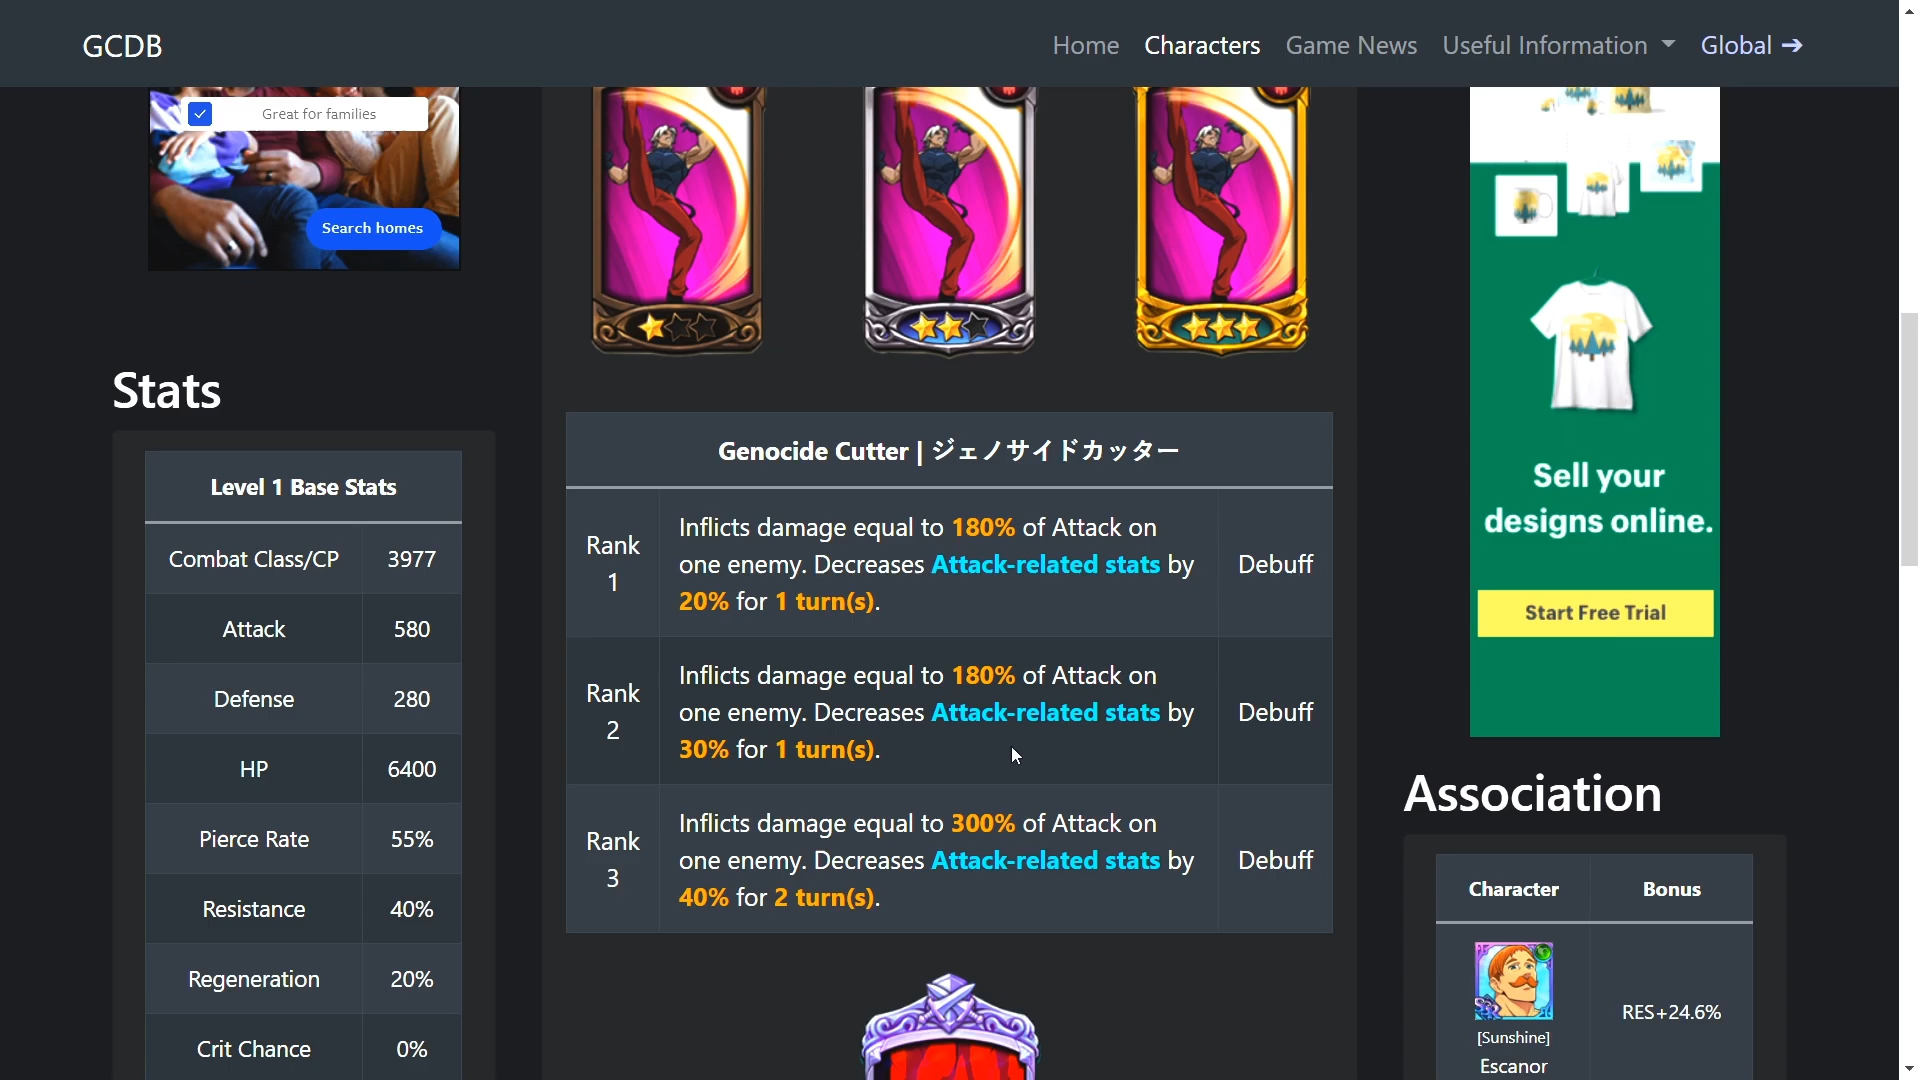 GCDB
Home
Characters
Game News
Useful Information
Global →
Great for families
Search homes
Stats
Level 1 Base Stats
Combat Class/CP 3977
Attack 580
Defense 280
HP 6400
Pierce Rate 55%
Resistance 40%
Regeneration 20%
Crit Chance 0%
Genocide Cutter | ジェノサイドカッター
Rank
1
Inflicts damage equal to 180% of Attack on
one enemy. Decreases Attack-related stats by
20% for 1 turn(s).
Debuff
Rank
2
Inflicts damage equal to 180% of Attack on
one enemy. Decreases Attack-related stats by
30% for 1 turn(s).
Debuff
Rank
3
Inflicts damage equal to 300% of Attack on
one enemy. Decreases Attack-related stats by
40% for 2 turn(s).
Debuff
Sell your
designs online.
Start Free Trial
Association
Character Bonus
[Sunshine]
Escanor
RES+24.6%